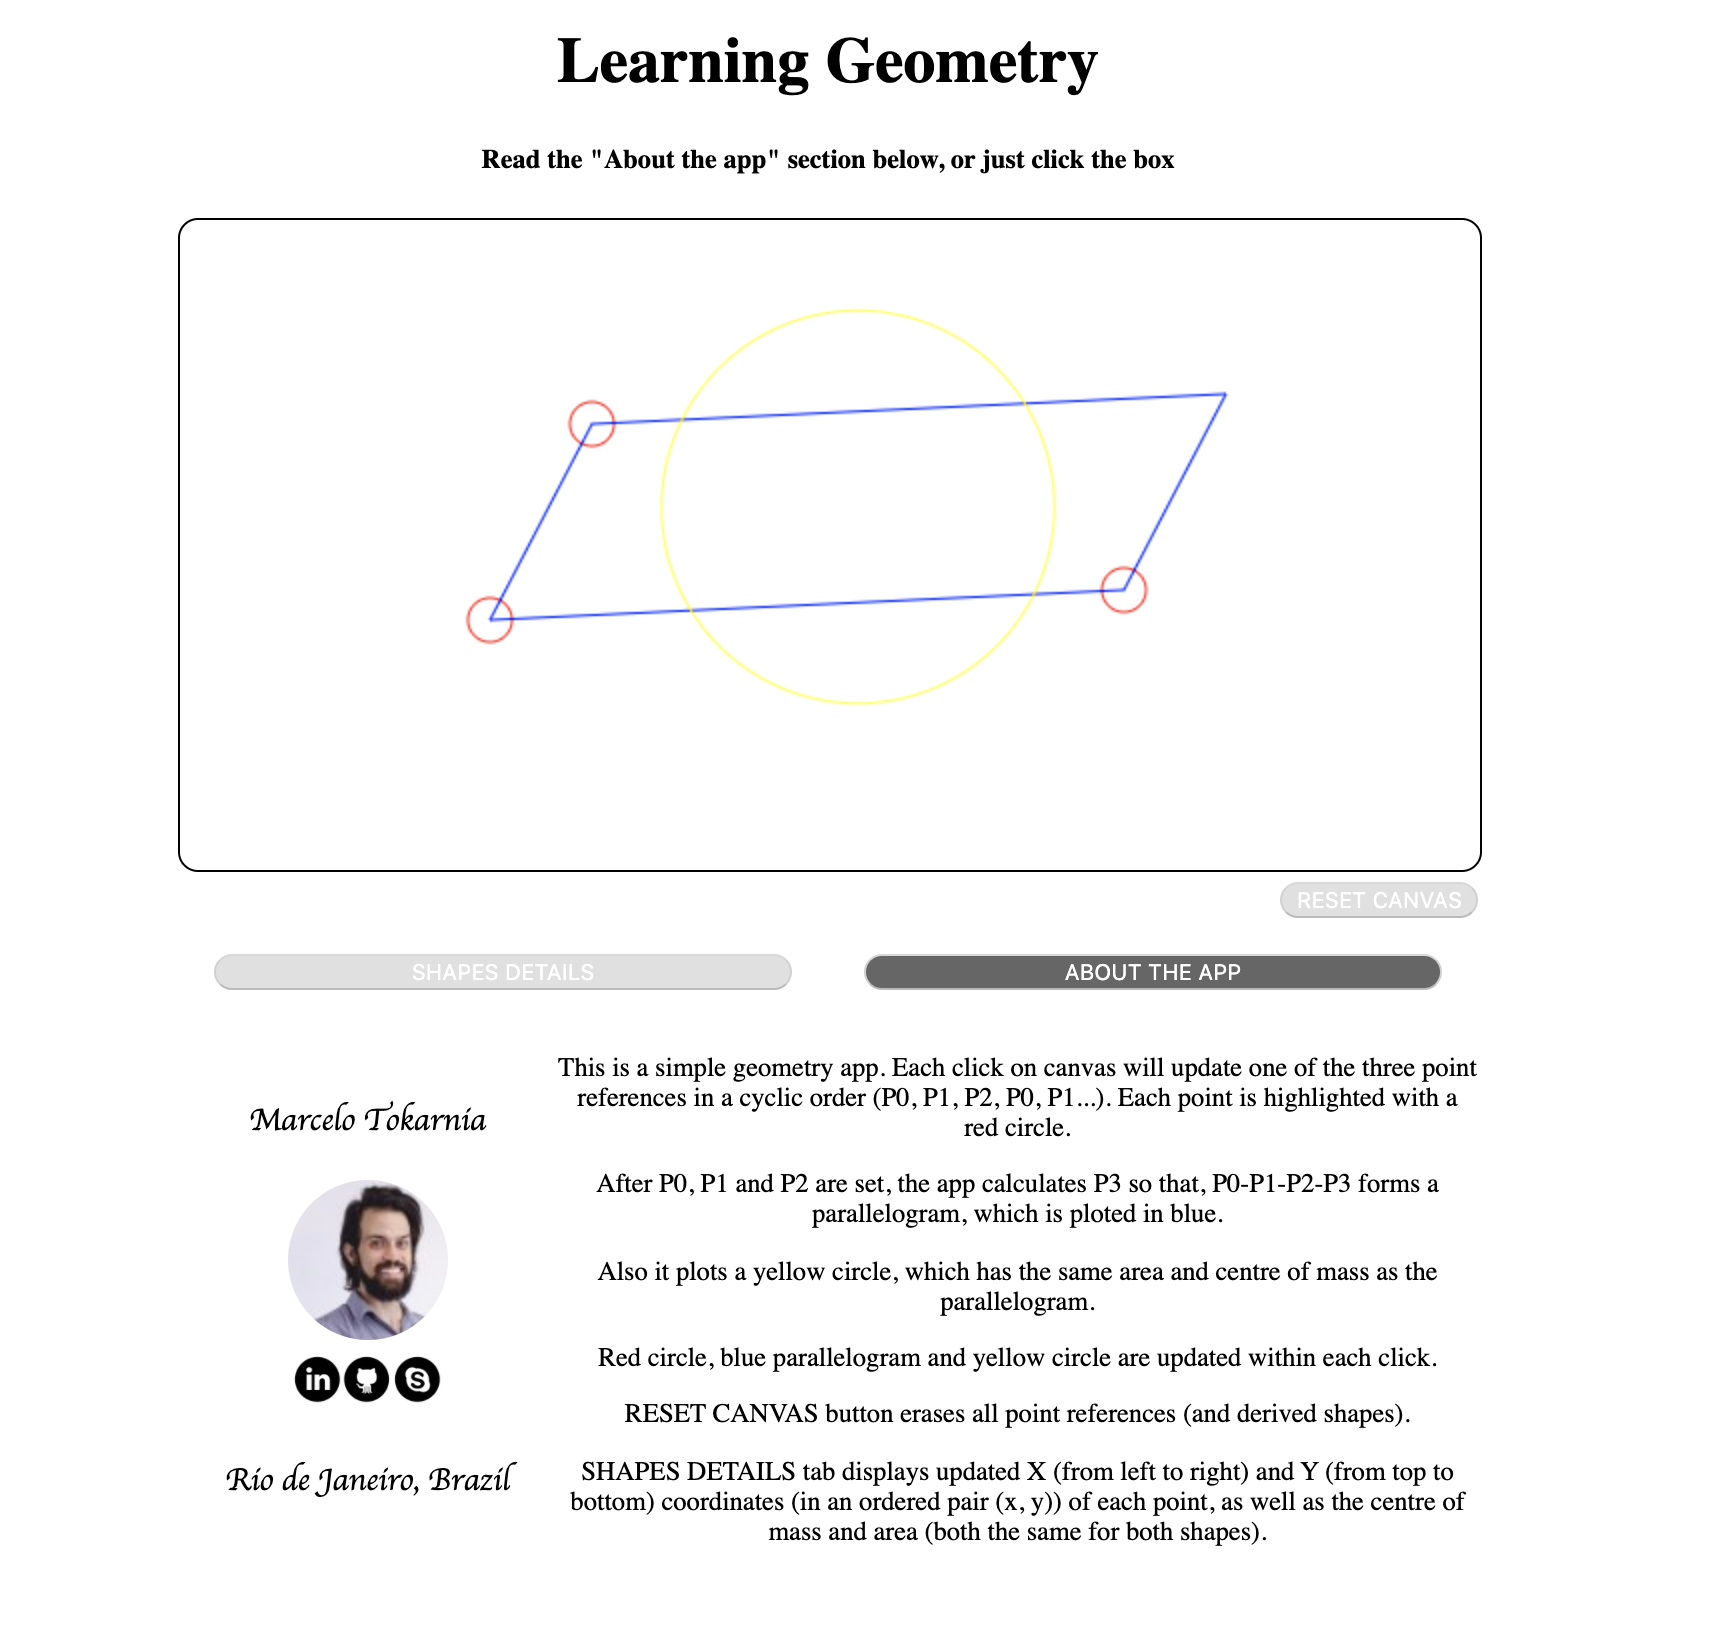 Learning Geometry
Read the "About the app" section below, or just click the box
RESET CANVAS
SHAPES DETAILS
ABOUT THE APP
Marcelo Tokarnia
in
S
Rio de Janeiro, Brazil
This is a simple geometry app. Each click on canvas will update one of the three point
references in a cyclic order (P0, P1, P2, P0, P1...). Each point is highlighted with a
red circle.
After P0, P1 and P2 are set, the app calculates P3 so that, P0-P1-P2-P3 forms a
parallelogram, which is ploted in blue.
Also it plots a yellow circle, which has the same area and centre of mass as the
parallelogram.
Red circle, blue parallelogram and yellow circle are updated within each click.
RESET CANVAS button erases all point references (and derived shapes).
SHAPES DETAILS tab displays updated X (from left to right) and Y (from top to
bottom) coordinates (in an ordered pair (x, y)) of each point, as well as the centre of
mass and area (both the same for both shapes).